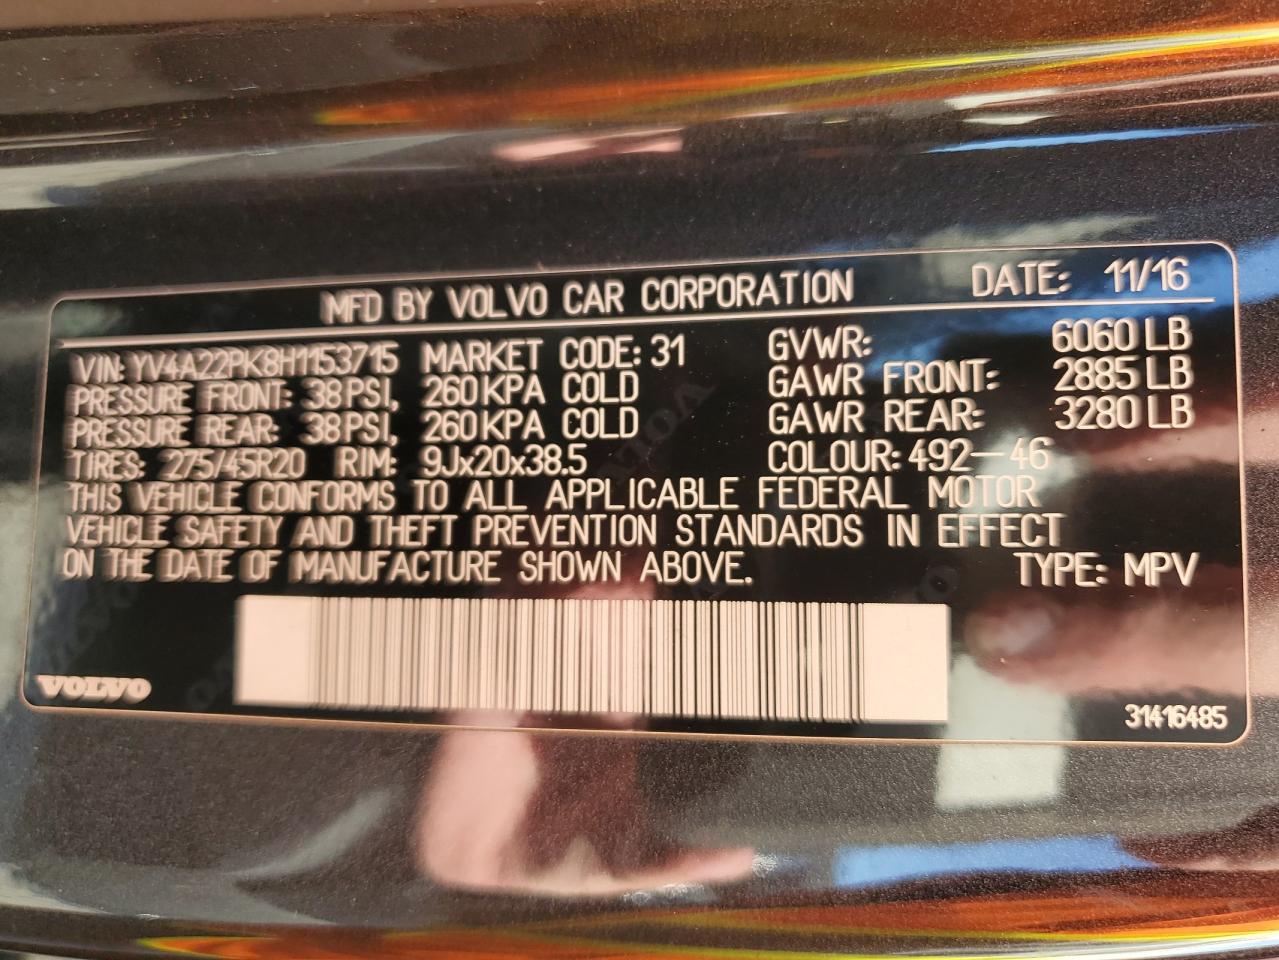 MFD BY VOLVO CAR CORPORATION DATE: 11/16
VIN: YV4A22PK8H1153715 MARKET CODE: 31 GVWR: 6060 LB
PRESSURE FRONT: 38 PSI, 260 KPA COLD GAWR FRONT: 2885 LB
PRESSURE REAR: 38 PSI, 260 KPA COLD GAWR REAR: 3280 LB
TIRES: 275/45R20 RIM: 9Jx20x38.5 COLOUR: 492-46
THIS VEHICLE CONFORMS TO ALL APPLICABLE FEDERAL MOTOR
VEHICLE SAFETY AND THEFT PREVENTION STANDARDS IN EFFECT
ON THE DATE OF MANUFACTURE SHOWN ABOVE. TYPE: MPV
VOLVO
31416485